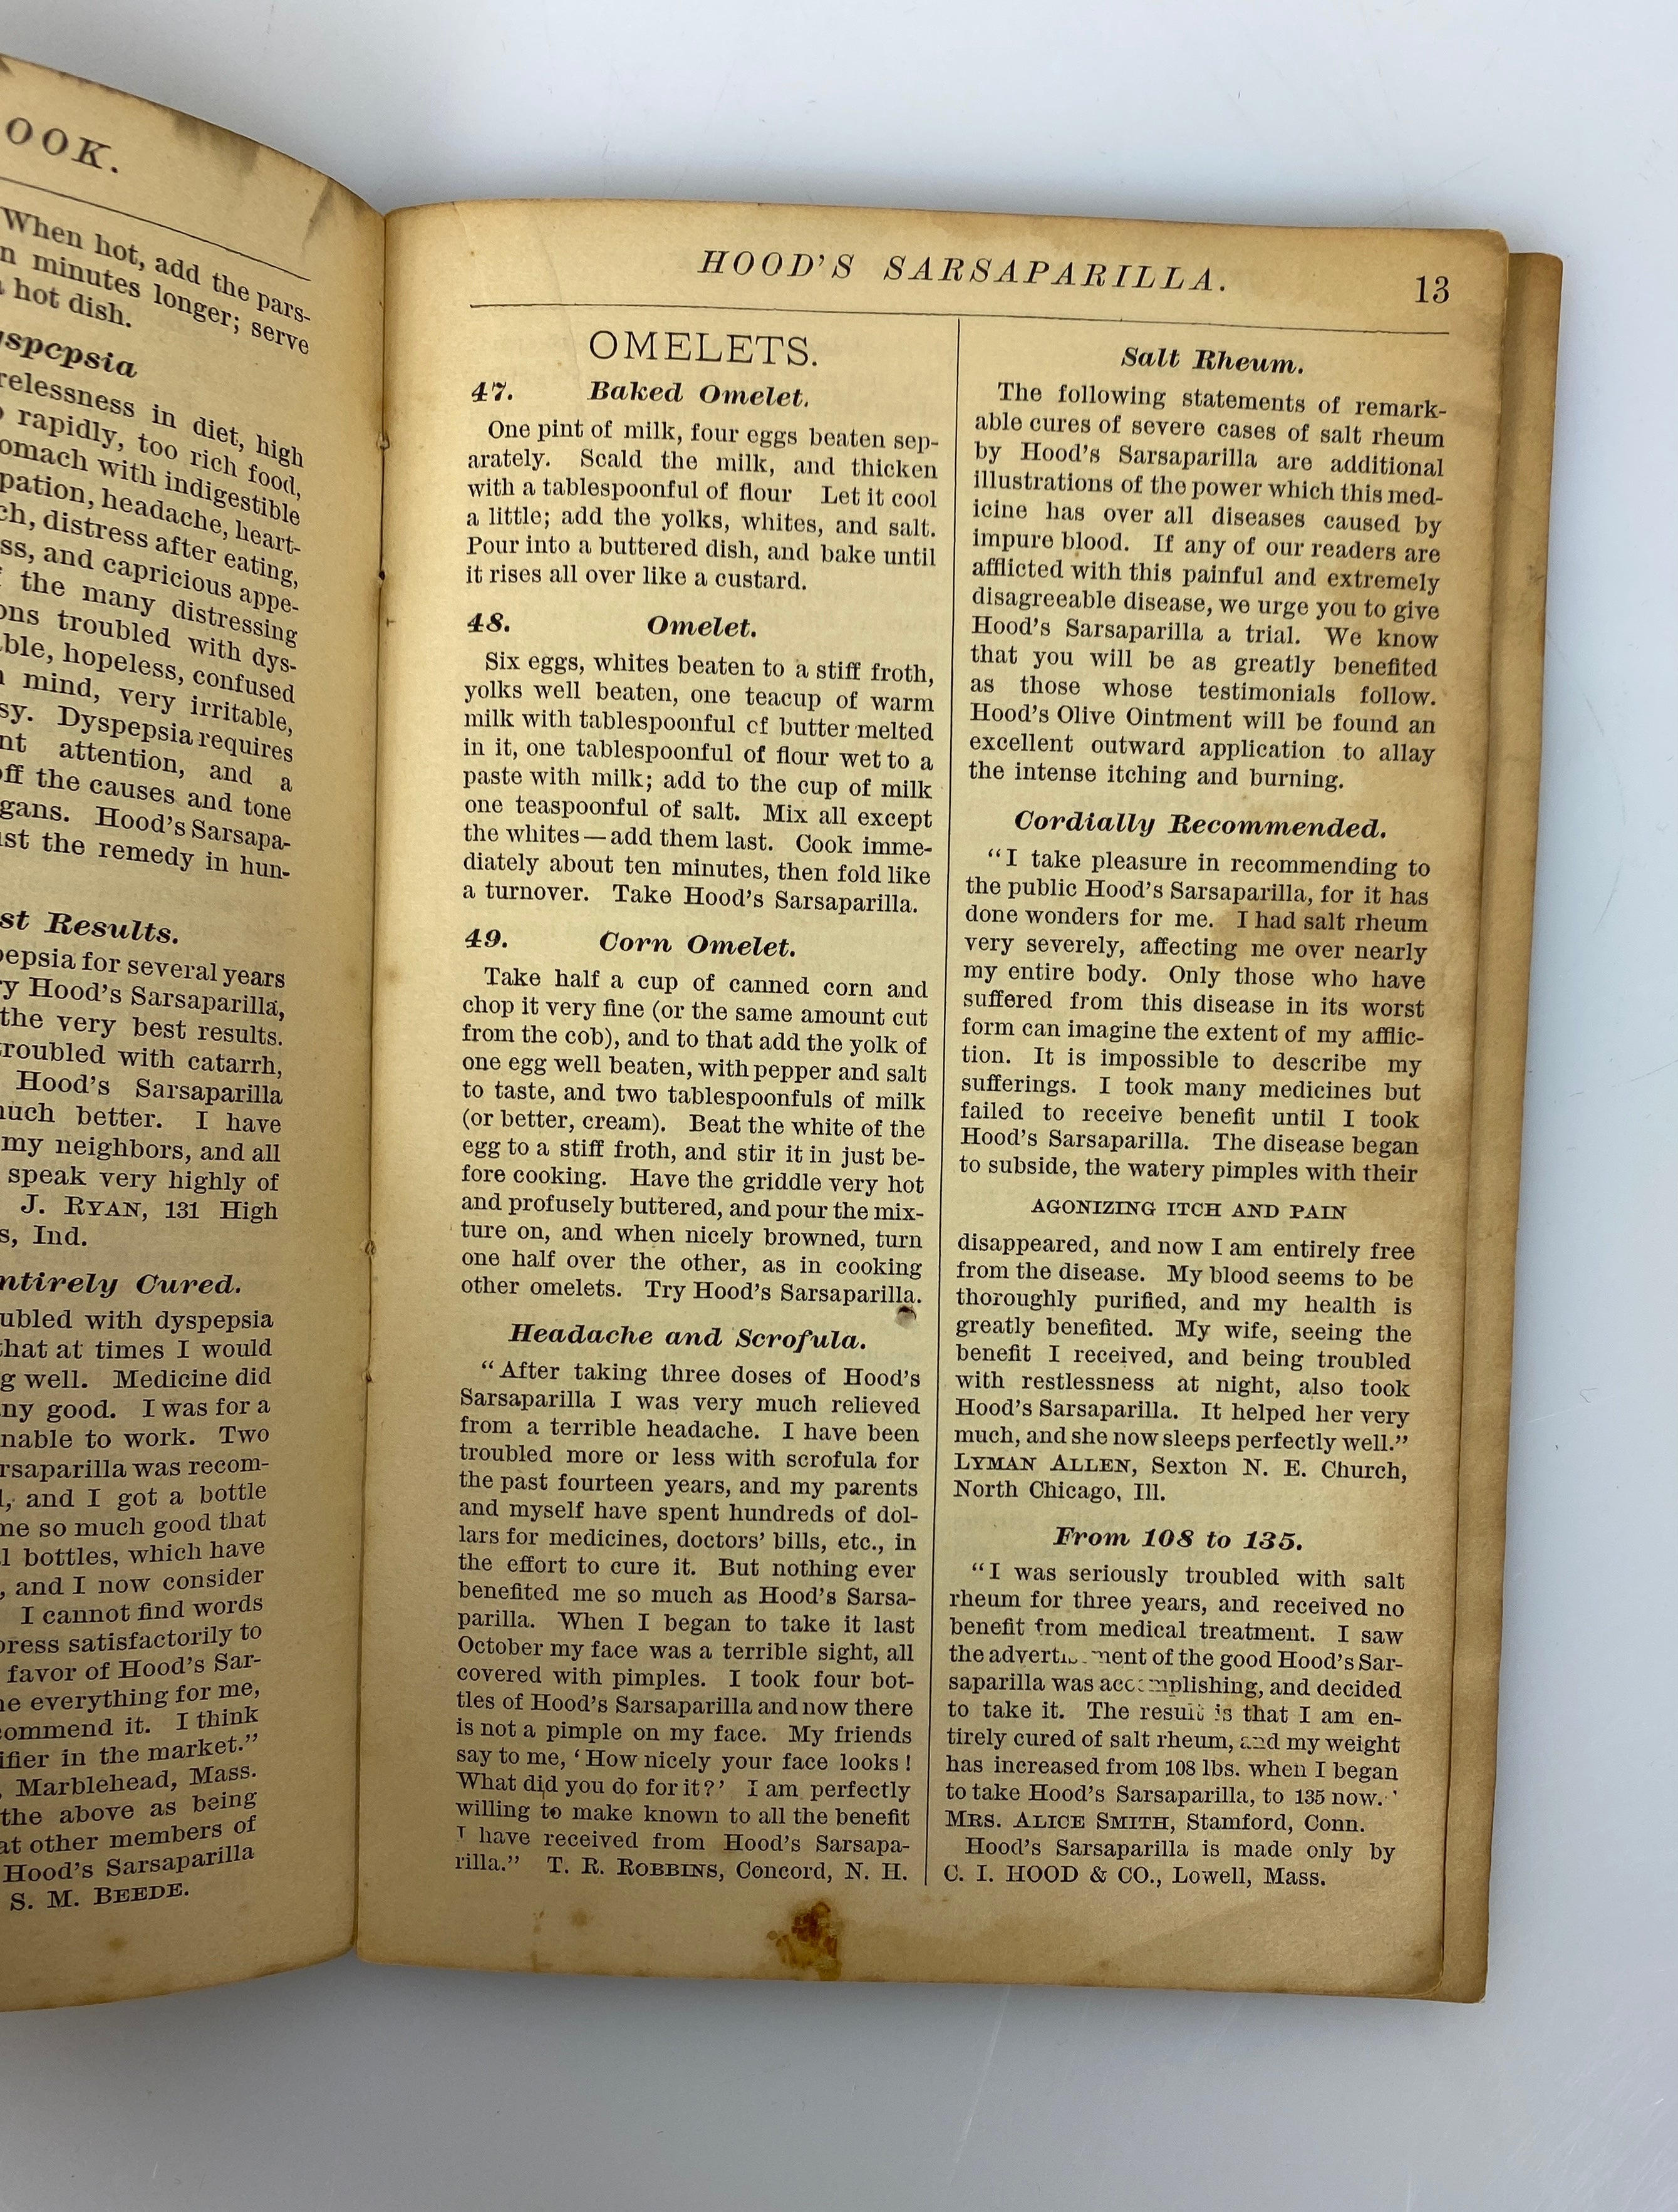 OOK.
When hot, add the pars-
minutes longer; serve
hot dish.
relessness in diet, high
rapidly, too rich food,
omach with indigestible
pation, headache, heart-
ch, distress after eating,
ss, and capricious appe-
the many distressing
ons troubled with dys-
ble, hopeless, confused
mind, very irritable,
sy. Dyspepsia requires
nt attention, and a
off the causes and tone
gans. Hood's Sarsapa-
ust the remedy in hun-
st Results.
pepsia for several years
ry Hood's Sarsaparilla,
the very best results.
troubled with catarrh,
Hood's Sarsaparilla
much better. I have
my neighbors, and all
speak very highly of
J. RYAN, 131 High
s, Ind.
ntirely Cured.
ubled with dyspepsia
that at times I would
g well. Medicine did
ny good. I was for a
nable to work. Two
rsaparilla was recom-
, and I got a bottle
me so much good that
l bottles, which have
, and I now consider
I cannot find words
press satisfactorily to
favor of Hood's Sar-
ne everything for me,
commend it. I think
ifier in the market."
, Marblehead, Mass.
the above as being
at other members of
Hood's Sarsaparilla
S. M. BEEDE.
HOOD'S SARSAPARILLA. 13
OMELETS.
47. Baked Omelet.
One pint of milk, four eggs beaten sep-
arately. Scald the milk, and thicken
with a tablespoonful of flour Let it cool
a little; add the yolks, whites, and salt.
Pour into a buttered dish, and bake until
it rises all over like a custard.
48. Omelet.
Six eggs, whites beaten to a stiff froth,
yolks well beaten, one teacup of warm
milk with tablespoonful cf butter melted
in it, one tablespoonful of flour wet to a
paste with milk; add to the cup of milk
one teaspoonful of salt. Mix all except
the whites—add them last. Cook imme-
diately about ten minutes, then fold like
a turnover. Take Hood's Sarsaparilla.
49. Corn Omelet.
Take half a cup of canned corn and
chop it very fine (or the same amount cut
from the cob), and to that add the yolk of
one egg well beaten, with pepper and salt
to taste, and two tablespoonfuls of milk
(or better, cream). Beat the white of the
egg to a stiff froth, and stir it in just be-
fore cooking. Have the griddle very hot
and profusely buttered, and pour the mix-
ture on, and when nicely browned, turn
one half over the other, as in cooking
other omelets. Try Hood's Sarsaparilla.
Headache and Scrofula.
"After taking three doses of Hood's
Sarsaparilla I was very much relieved
from a terrible headache. I have been
troubled more or less with scrofula for
the past fourteen years, and my parents
and myself have spent hundreds of dol-
lars for medicines, doctors' bills, etc., in
the effort to cure it. But nothing ever
benefited me so much as Hood's Sarsa-
parilla. When I began to take it last
October my face was a terrible sight, all
covered with pimples. I took four bot-
tles of Hood's Sarsaparilla and now there
is not a pimple on my face. My friends
say to me, 'How nicely your face looks!
What did you do for it?' I am perfectly
willing to make known to all the benefit
I have received from Hood's Sarsapa-
rilla." T. R. ROBBINS, Concord, N. H.
Salt Rheum.
The following statements of remark-
able cures of severe cases of salt rheum
by Hood's Sarsaparilla are additional
illustrations of the power which this med-
icine has over all diseases caused by
impure blood. If any of our readers are
afflicted with this painful and extremely
disagreeable disease, we urge you to give
Hood's Sarsaparilla a trial. We know
that you will be as greatly benefited
as those whose testimonials follow.
Hood's Olive Ointment will be found an
excellent outward application to allay
the intense itching and burning.
Cordially Recommended.
"I take pleasure in recommending to
the public Hood's Sarsaparilla, for it has
done wonders for me. I had salt rheum
very severely, affecting me over nearly
my entire body. Only those who have
suffered from this disease in its worst
form can imagine the extent of my afflic-
tion. It is impossible to describe my
sufferings. I took many medicines but
failed to receive benefit until I took
Hood's Sarsaparilla. The disease began
to subside, the watery pimples with their
AGONIZING ITCH AND PAIN
disappeared, and now I am entirely free
from the disease. My blood seems to be
thoroughly purified, and my health is
greatly benefited. My wife, seeing the
benefit I received, and being troubled
with restlessness at night, also took
Hood's Sarsaparilla. It helped her very
much, and she now sleeps perfectly well."
LYMAN ALLEN, Sexton N. E. Church,
North Chicago, Ill.
From 108 to 135.
"I was seriously troubled with salt
rheum for three years, and received no
benefit from medical treatment. I saw
the advertisement of the good Hood's Sar-
saparilla was accomplishing, and decided
to take it. The result is that I am en-
tirely cured of salt rheum, and my weight
has increased from 108 lbs. when I began
to take Hood's Sarsaparilla, to 135 now.'
MRS. ALICE SMITH, Stamford, Conn.
Hood's Sarsaparilla is made only by
C. I. HOOD & CO., Lowell, Mass.